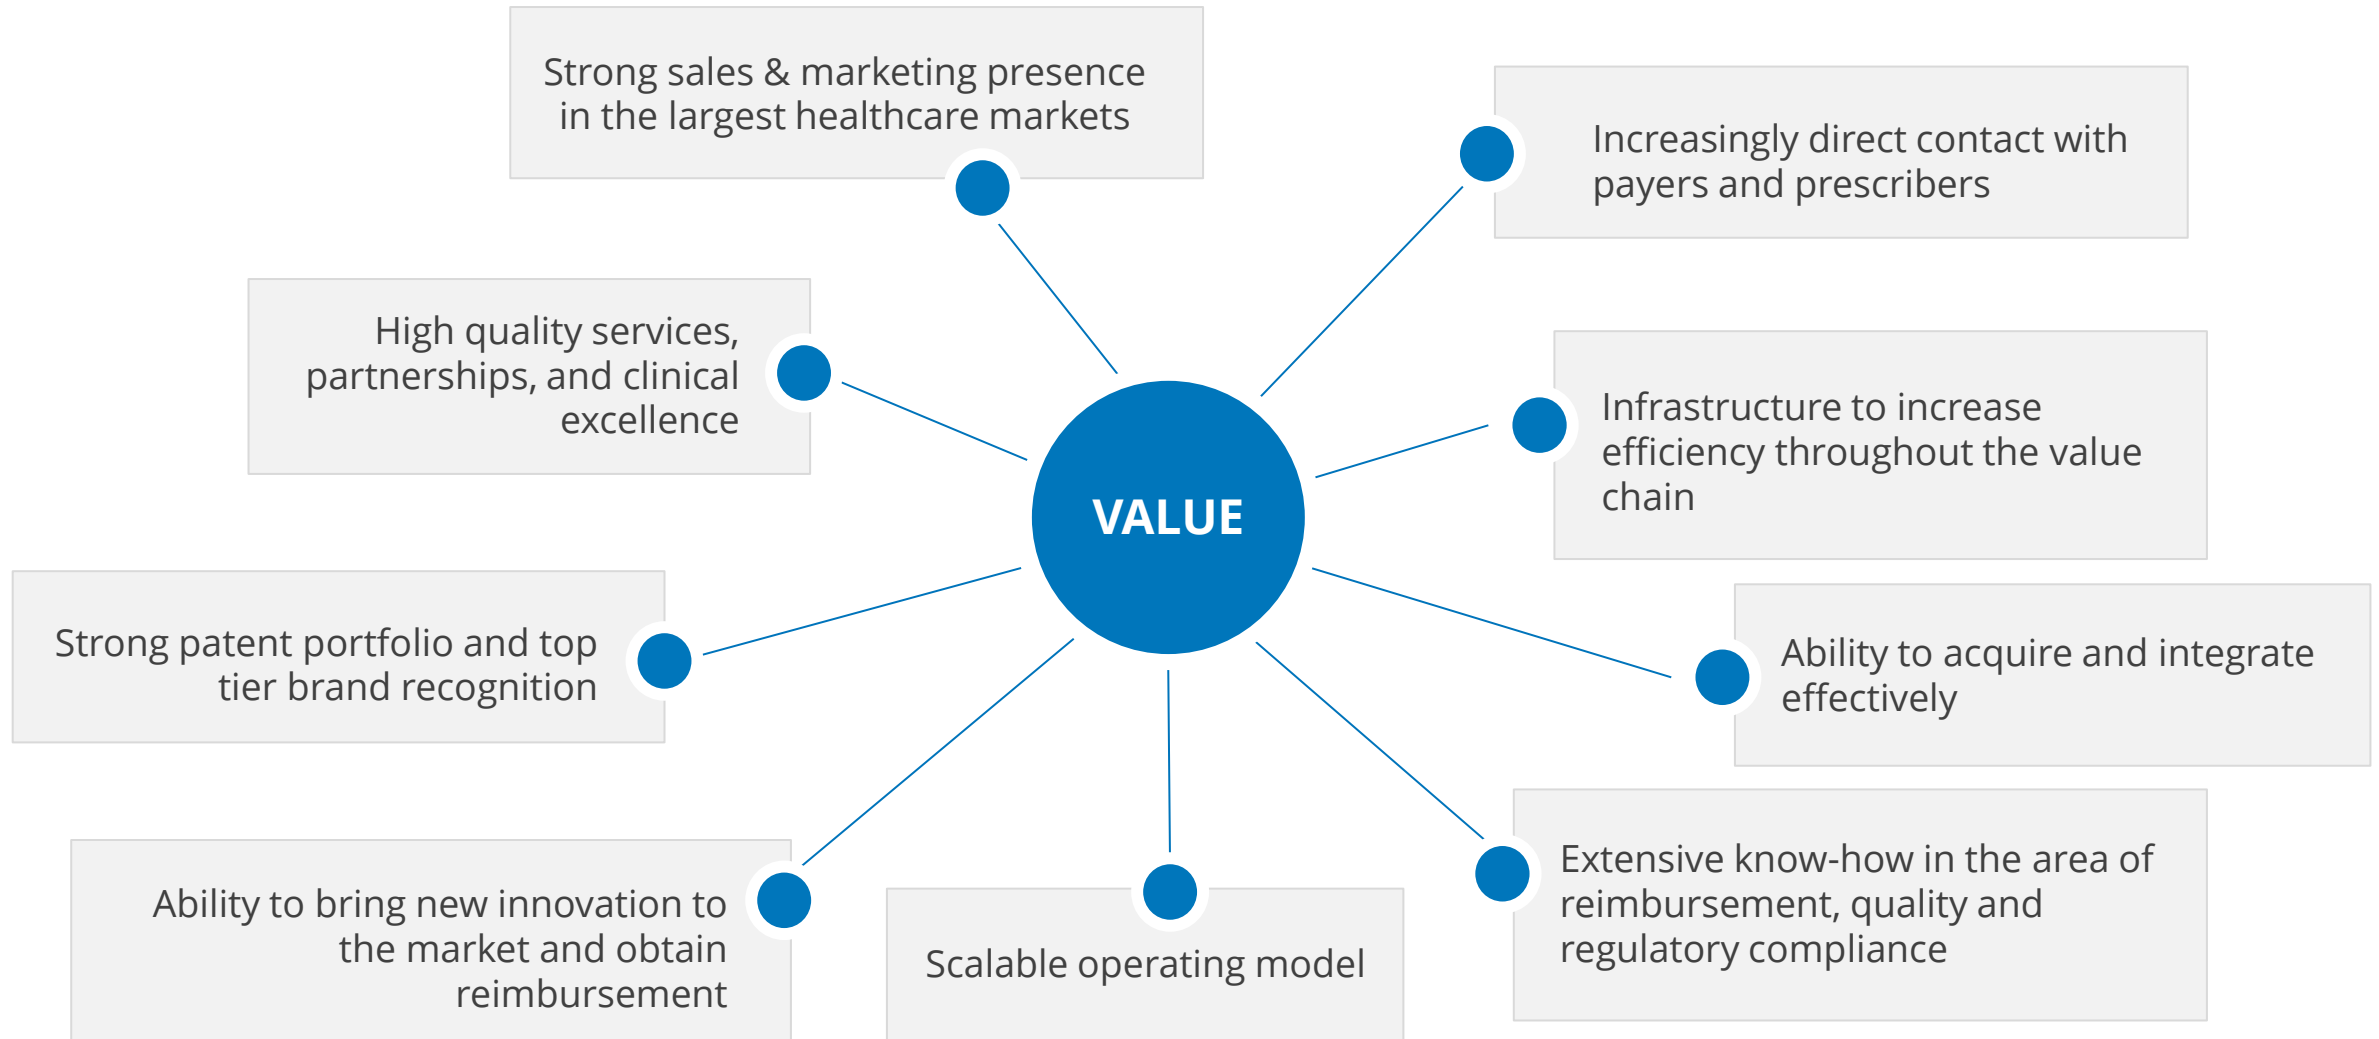 Strong sales & marketing presence
in the largest healthcare markets
Increasingly direct contact with
payers and prescribers
High quality services,
partnerships, and clinical
excellence
Infrastructure to increase
efficiency throughout the value
chain
VALUE
Strong patent portfolio and top
tier brand recognition
Ability to acquire and integrate
effectively
Ability to bring new innovation to
the market and obtain
reimbursement
Scalable operating model
Extensive know-how in the area of
reimbursement, quality and
regulatory compliance